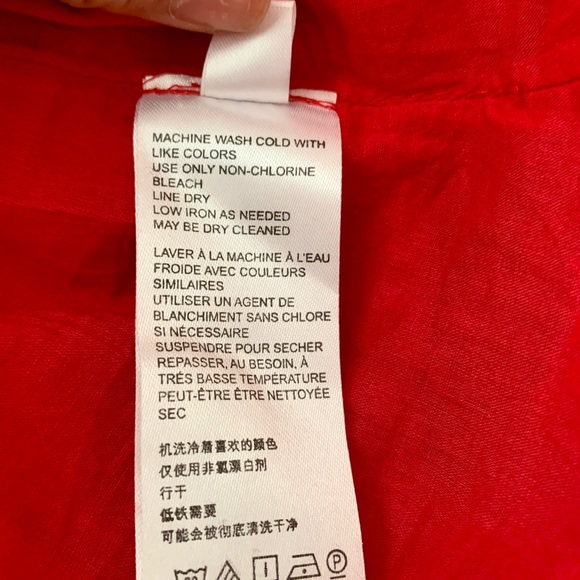 MACHINE WASH COLD WITH
LIKE COLORS
USE ONLY NON-CHLORINE
BLEACH
LINE DRY
LOW IRON AS NEEDED
MAY BE DRY CLEANED
LAVER À LA MACHINE À L'EAU
FROIDE AVEC COULEURS
SIMILAIRES
UTILISER UN AGENT DE
BLANCHIMENT SANS CHLORE
SI NÉCESSAIRE
SUSPENDRE POUR SECHER
REPASSER, AU BESOIN, À
TRÉS BASSE TEMPÉRATURE
PEUT-ÊTRE ÊTRE NETTOYÉE
SEC
机洗冷着喜欢的颜色
仅使用非氯漂白剂
行干
低铁需要
可能会被彻底清洗干净
P